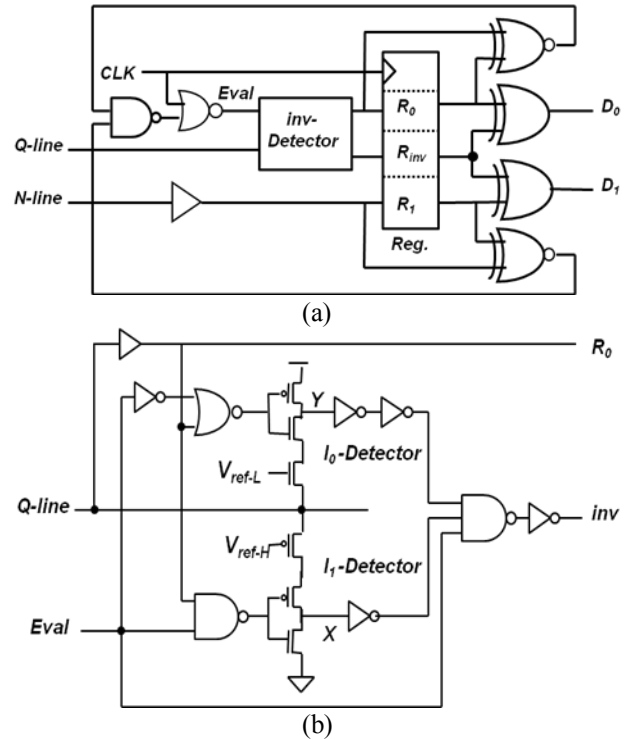 CLK
Eval
Q-line
N-line
inv-
Detector
R0
Rinv
R1
Reg.
D0
D1
(a)
R0
Y
I0-Detector
Vref-L
Q-line
Vref-H
inv
I1-Detector
Eval
X
(b)